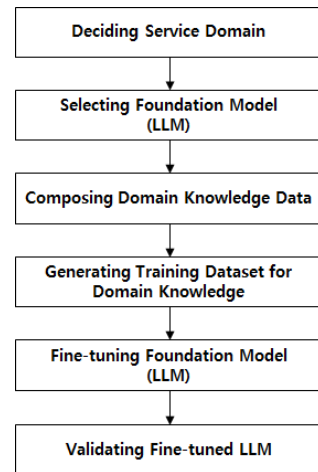 Deciding Service Domain
Selecting Foundation Model
(LLM)
Composing Domain Knowledge Data
Generating Training Dataset for
Domain Knowledge
Fine-tuning Foundation Model
(LLM)
Validating Fine-tuned LLM